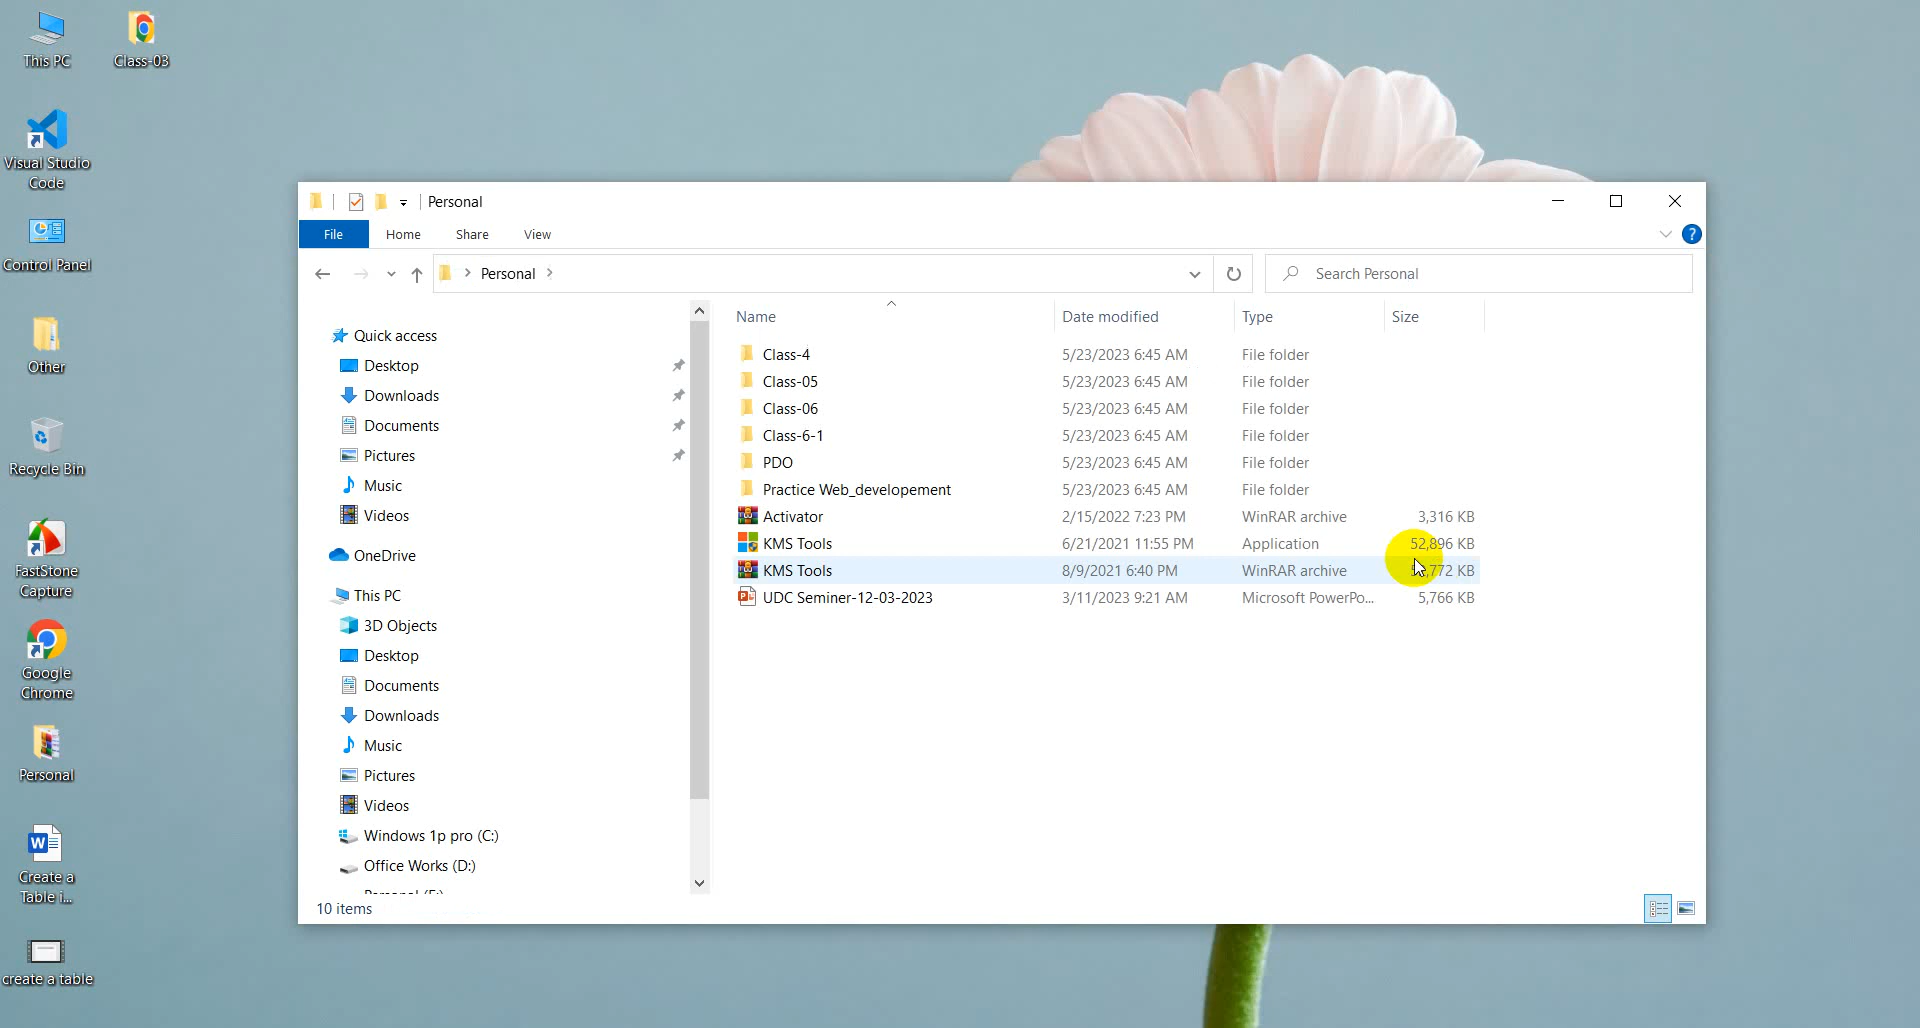 This PC
Class-03
Visual Studio
Code
Control Panel
Other
Recycle Bin
FastStone
Capture
Google
Chrome
Personal
Create a
Table i...
create a table
Personal
File Home Share View
?
Personal
Search Personal
Quick access
Desktop
Downloads
Documents
Pictures
Music
Videos
OneDrive
This PC
3D Objects
Desktop
Documents
Downloads
Music
Pictures
Videos
Windows 1p pro (C:)
Office Works (D:)
Name Date modified Type Size
Class-4 5/23/2023 6:45 AM File folder
Class-05 5/23/2023 6:45 AM File folder
Class-06 5/23/2023 6:45 AM File folder
Class-6-1 5/23/2023 6:45 AM File folder
PDO 5/23/2023 6:45 AM File folder
Practice Web_developement 5/23/2023 6:45 AM File folder
Activator 2/15/2022 7:23 PM WinRAR archive 3,316 KB
KMS Tools 6/21/2021 11:55 PM Application 52,896 KB
KMS Tools 8/9/2021 6:40 PM WinRAR archive KB
UDC Seminer-12-03-2023 3/11/2023 9:21 AM Microsoft PowerPo... 5,766 KB
10 items